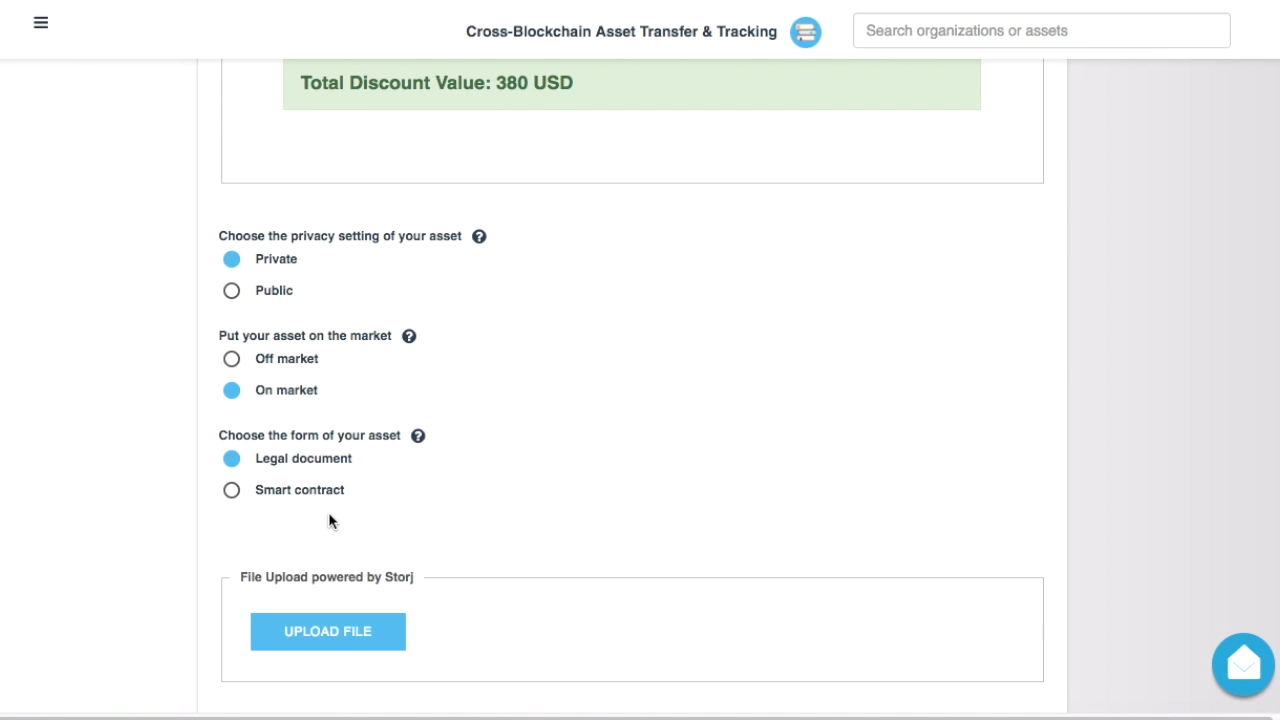 Cross-Blockchain Asset Transfer & Tracking
Search organizations or assets
Total Discount Value: 380 USD
Choose the privacy setting of your asset
Private
Public
Put your asset on the market
Off market
On market
Choose the form of your asset
Legal document
Smart contract
File Upload powered by Storj
UPLOAD FILE